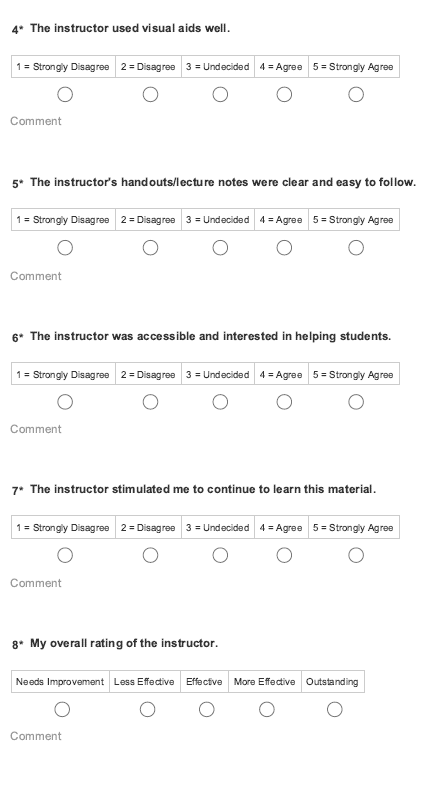 4* The instructor used visual aids well.
1 = Strongly Disagree 2 = Disagree 3 = Undecided 4 = Agree 5 = Strongly Agree
Comment
5* The instructor's handouts/lecture notes were clear and easy to follow.
1 = Strongly Disagree 2 = Disagree 3 = Undecided 4 = Agree 5 = Strongly Agree
Comment
6* The instructor was accessible and interested in helping students.
1 = Strongly Disagree 2 = Disagree 3 = Undecided 4 = Agree 5 = Strongly Agree
Comment
7* The instructor stimulated me to continue to learn this material.
1 = Strongly Disagree 2 = Disagree 3 = Undecided 4 = Agree 5 = Strongly Agree
Comment
8* My overall rating of the instructor.
Needs Improvement Less Effective Effective More Effective Outstanding
Comment